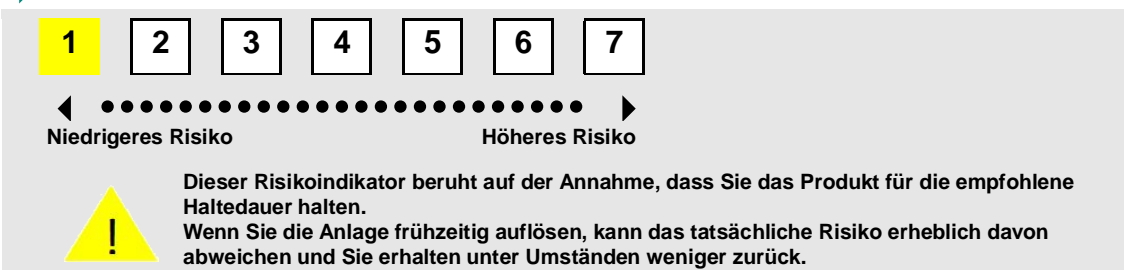 1 2 3 4 5 6 7
Niedrigeres Risiko Höheres Risiko
Dieser Risikoindikator beruht auf der Annahme, dass Sie das Produkt für die empfohlene
Haltedauer halten.
! Wenn Sie die Anlage frühzeitig auflösen, kann das tatsächliche Risiko erheblich davon
abweichen und Sie erhalten unter Umständen weniger zurück.